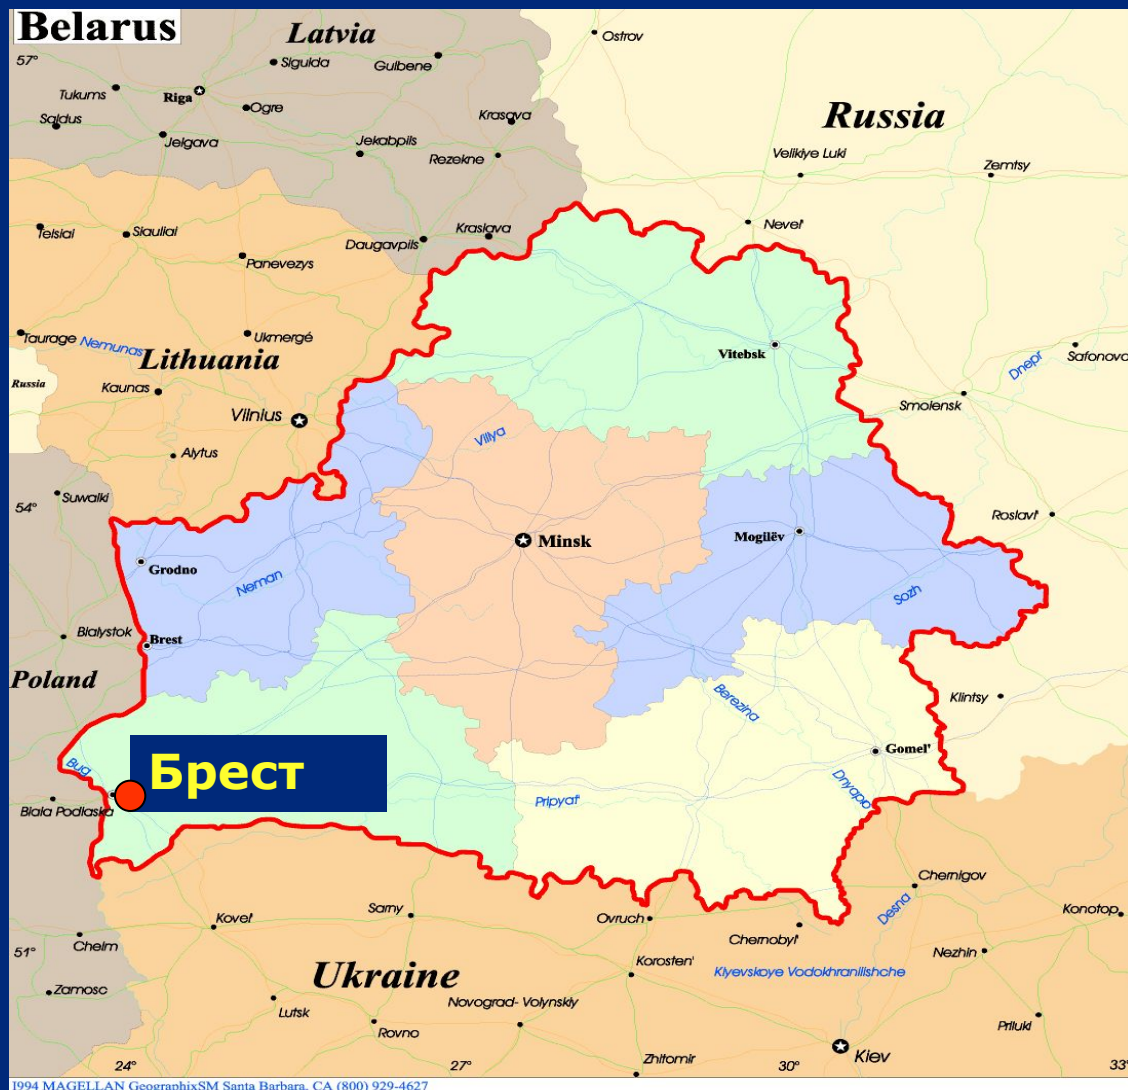 Belarus
Latvia
Ostrov
57°
Sigulda
Gulbene
Tukums
Riga
Ogre
Krasava
Russia
Saldus
Jelgava
Jekabpils
Rezekne
Velikiye Luki
Zemtsy
Telsiai
Siauliai
Kraslava
Nevel'
Daugavpils
Panevezys
Taurage
Nemunas
Ukmergé
Lithuania
Vitebsk
Dnepr
Safonovo
Russia
Kaunas
Vilnius
Smolensk
Viliya
Alytus
Suwalki
54°
Roslavl'
Minsk
Mogilëv
Grodno
Neman
Sozh
Bialystok
Brest
Poland
Klintsy
Berezina
Gomel'
Bug
Брест
Dnyapro
Biala Podlaska
Pripyat'
Chernigov
Desna
Kovel'
Sarny
Ovruch
Konotop
Chernobyl'
Chelm
51°
Nezhin
Korosten'
Kiyevskoye Vodokhranilishche
Ukraine
Zamosc
Lutsk
Novograd- Volynskiy
Rovno
Priluki
Kiev
Zhitomir
24°
27°
30°
33°
1994 MAGELLAN GeographixSM Santa Barbara, CA (800) 929-4627